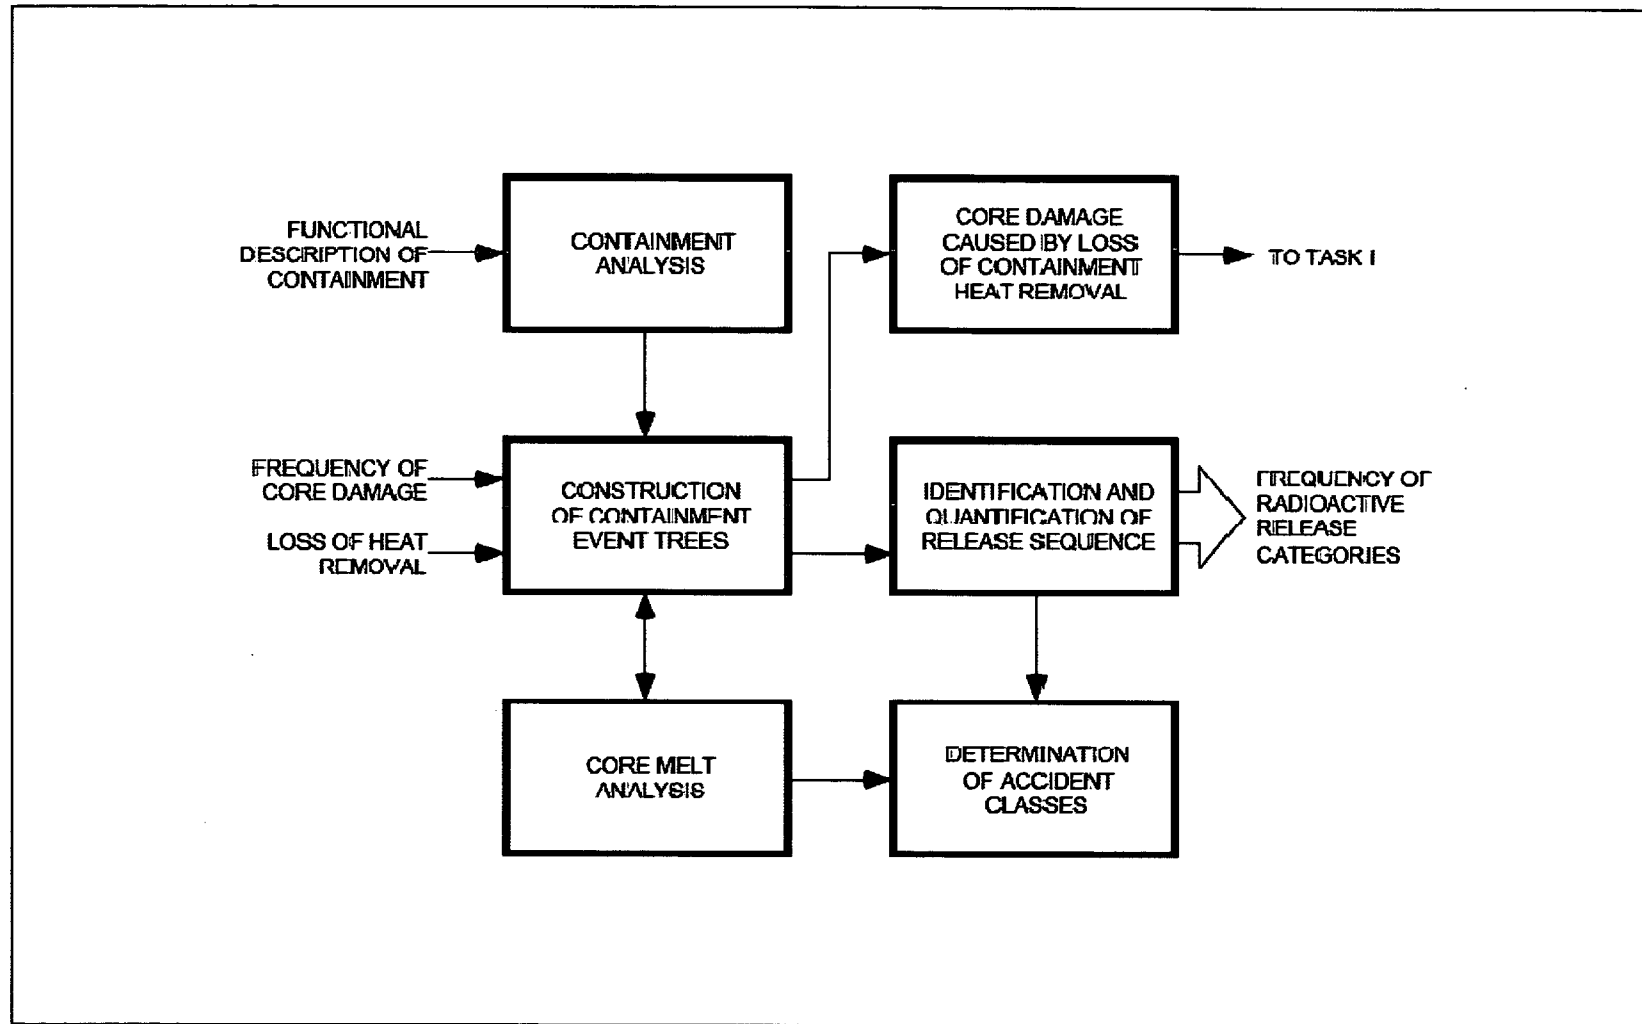 FUNCTIONAL
DESCRIPTION OF
CONTAINMENT
CONTAINMENT
ANALYSIS
CORE DAMAGE
CAUSED BY LOSS
OF CONTAINMENT
HEAT REMOVAL
TO TASK I
FREQUENCY OF
CORE DAMAGE
LOSS OF HEAT
REMOVAL
CONSTRUCTION
OF CONTAINMENT
EVENT TREES
IDENTIFICATION AND
QUANTIFICATION OF
RELEASE SEQUENCE
FREQUENCY OF
RADIOACTIVE
RELEASE
CATEGORIES
CORE MELT
ANALYSIS
DETERMINATION
OF ACCIDENT
CLASSES